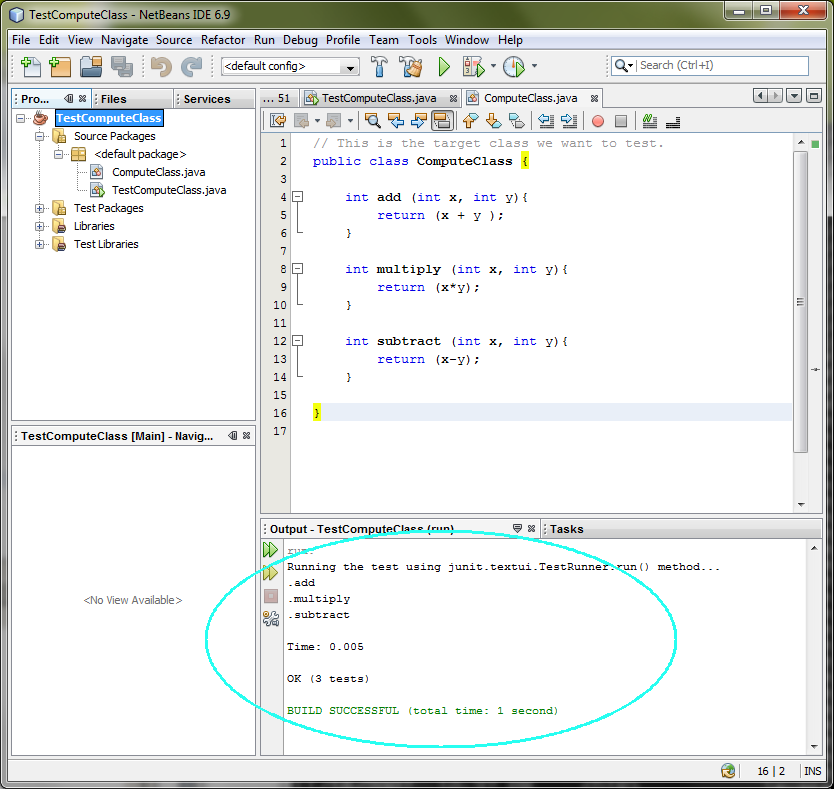 TestComputeClass - NetBeans IDE 6.9
File Edit View Navigate Source Refactor Run Debug Profile Team Tools Window Help
<default config>
Search (Ctrl+I)
Pro...
Files
Services
... 51
TestComputeClass.java
ComputeClass.java
TestComputeClass
Source Packages
<default package>
ComputeClass.java
TestComputeClass.java
Test Packages
Libraries
Test Libraries
1 // This is the target class we want to test.
2 public class ComputeClass {
3
4 int add (int x, int y){
5 return (x + y );
6 }
7
8 int multiply (int x, int y){
9 return (x*y);
10 }
11
12 int subtract (int x, int y){
13 return (x-y);
14 }
15
16 }
17
TestComputeClass [Main] - Navig...
<No View Available>
Output - TestComputeClass (run)
Tasks
run:
Running the test using junit.textui.TestRunner.run() method...
.add
.multiply
.subtract
Time: 0.005
OK (3 tests)
BUILD SUCCESSFUL (total time: 1 second)
16 | 2
INS